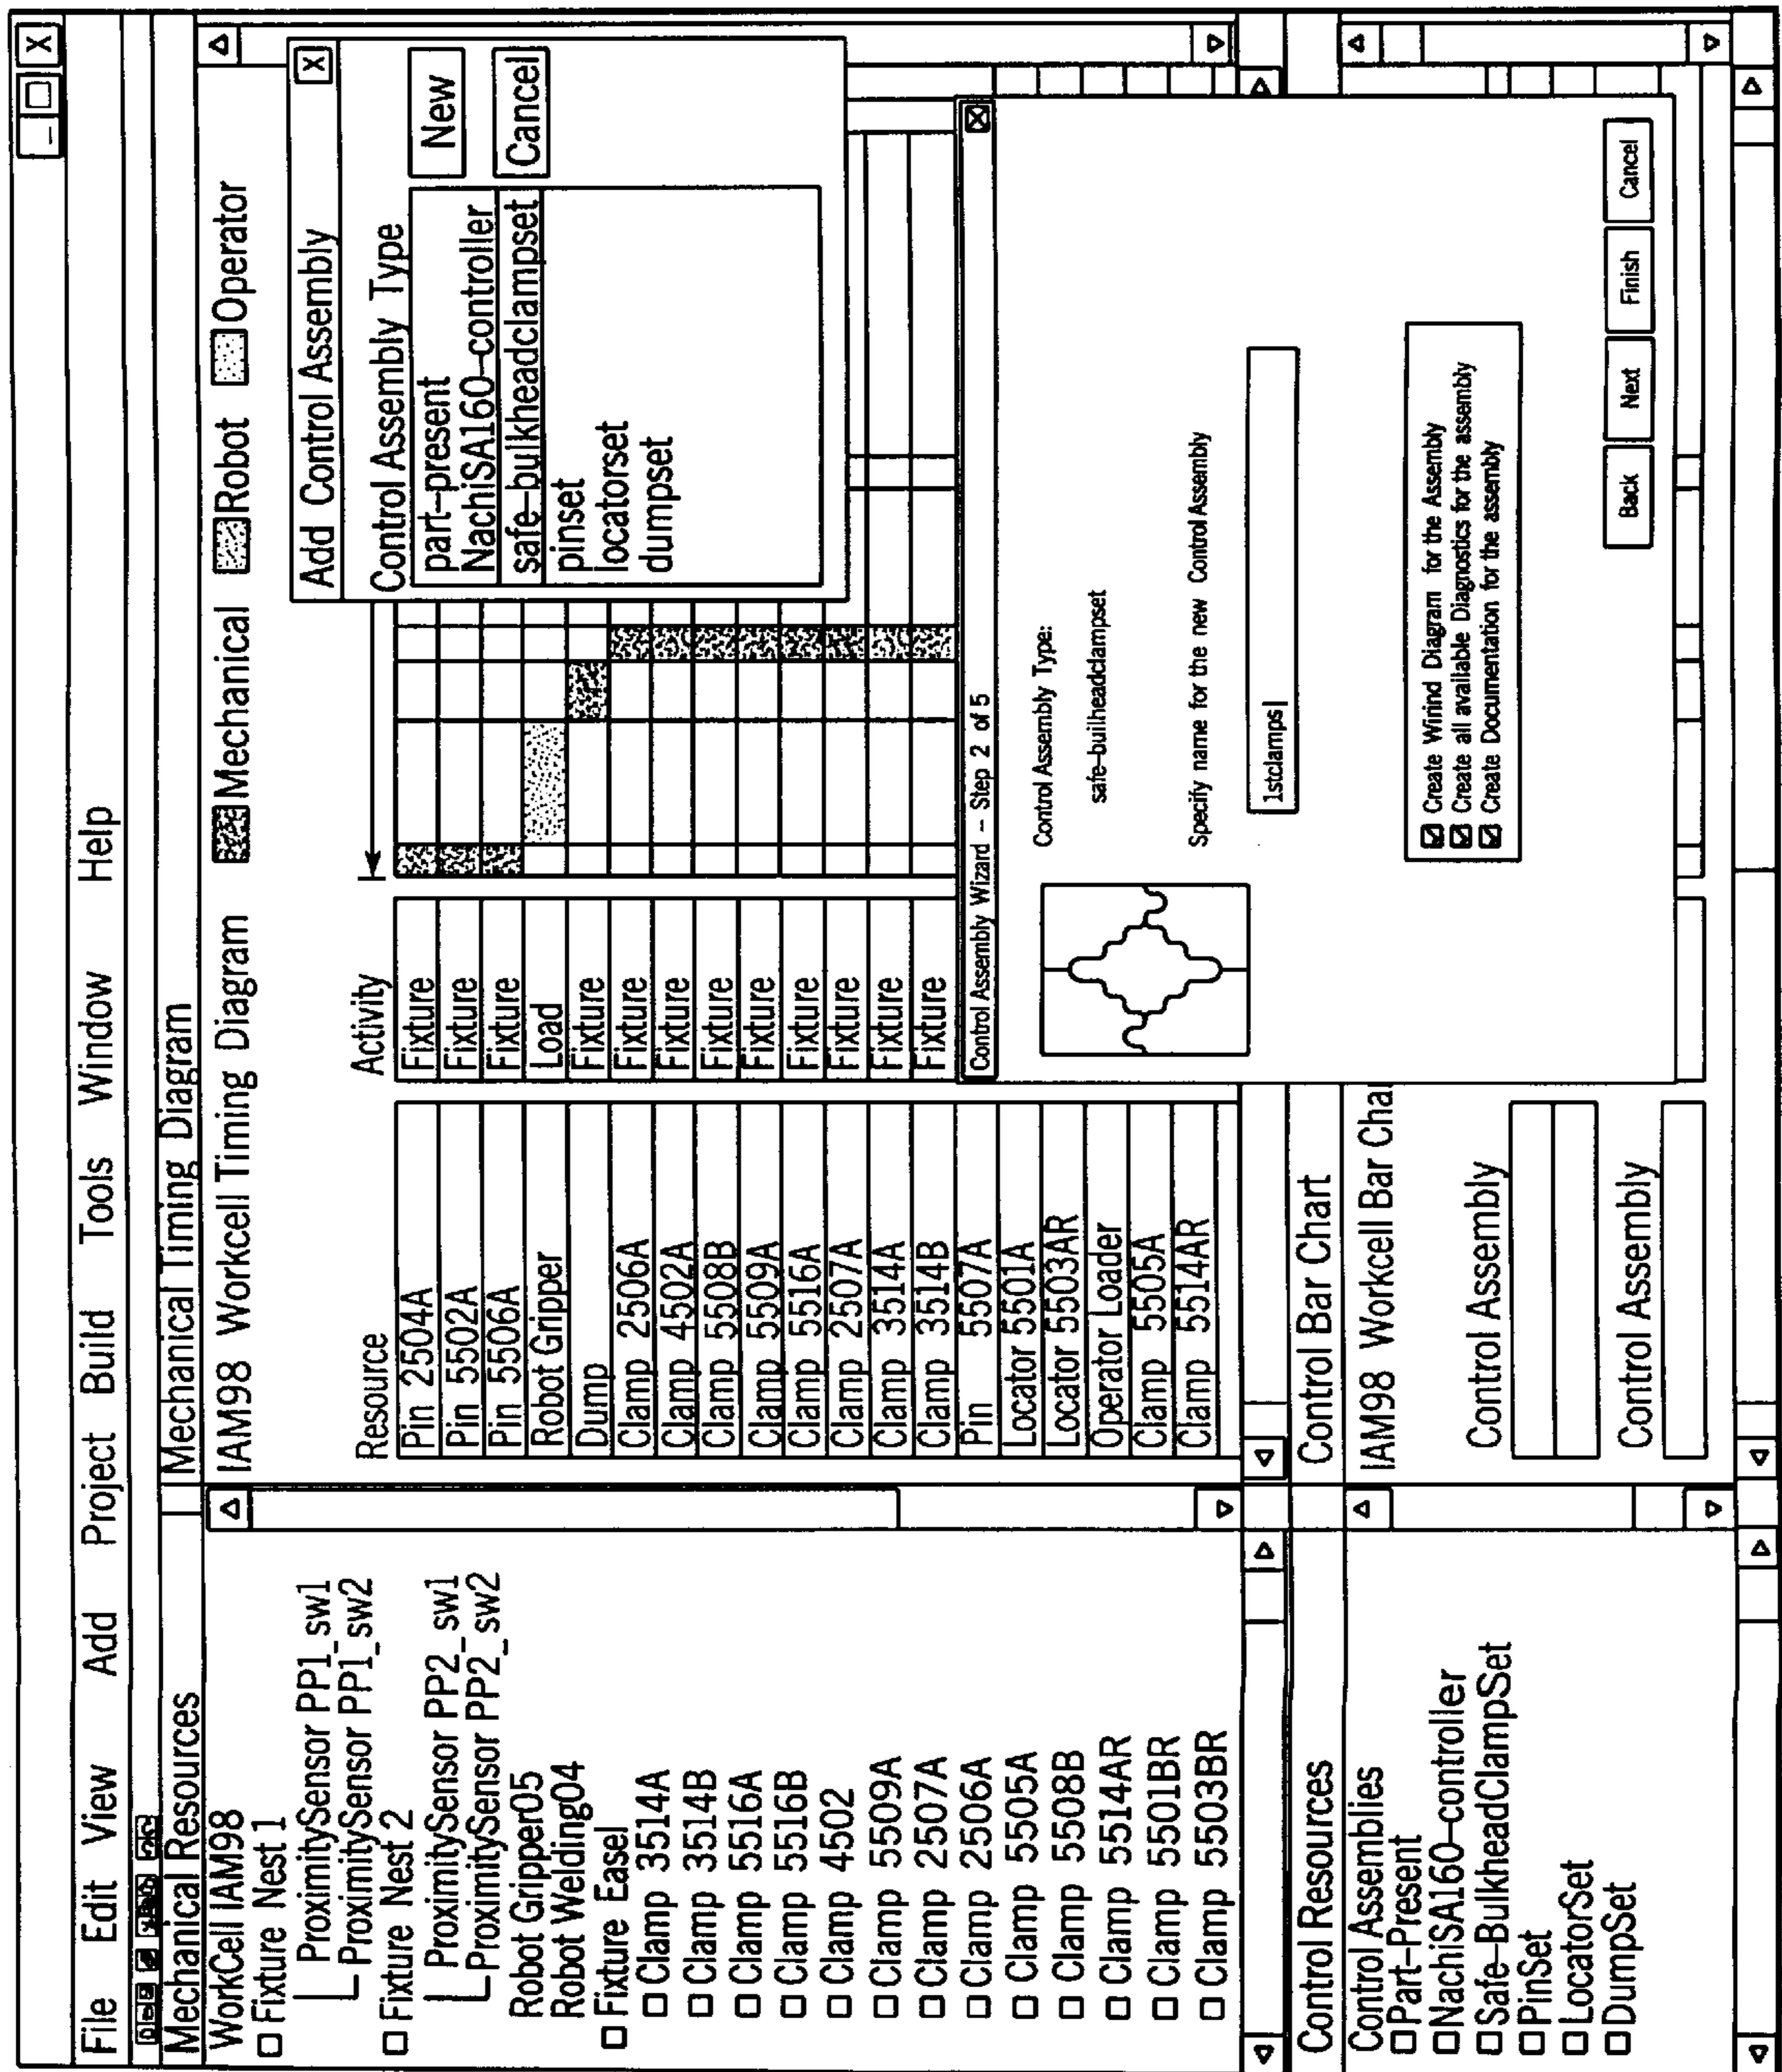 File Edit View Add Project Build Tools Window Help
Mechanical Resources
WorkCell IAM98
Fixture Nest 1
ProximitySensor PP1_sw1
ProximitySensor PP1_sw2
Fixture Nest 2
ProximitySensor PP2_sw1
ProximitySensor PP2_sw2
Robot Gripper05
Robot Welding04
Fixture Easel
Clamp 3514A
Clamp 3514B
Clamp 5516A
Clamp 5516B
Clamp 4502
Clamp 5509A
Clamp 2507A
Clamp 2506A
Clamp 5505A
Clamp 5508B
Clamp 5514AR
Clamp 5501BR
Clamp 5503BR
Mechanical Timing Diagram
IAM98 Workcell Timing Diagram Mechanical Robot Operator
Resource Activity
Pin 2504A Fixture
Pin 5502A Fixture
Pin 5506A Fixture
Robot Gripper Load
Dump Fixture
Clamp 2506A Fixture
Clamp 4502A Fixture
Clamp 5508B Fixture
Clamp 5509A Fixture
Clamp 5516A Fixture
Clamp 2507A Fixture
Clamp 3514A Fixture
Clamp 3514B Fixture
Pin 5507A
Locator 5501A
Locator 5503AR
Operator Loader
Clamp 5505A
Clamp 5514AR
Add Control Assembly X
Control Assembly Type
part-present
NachiSA160-controller
safe-bulkheadclampset
pinset
locatorset
dumpset
New
Cancel
Control Assembly Wizard - Step 2 of 5
Control Assembly Type:
safe-builheadclampset
Specify name for the new Control Assembly
1stclamps
Create Wirind Diagram for the Assembly
Create all available Diagnostics for the assembly
Create Documentation for the assembly
Back Next Finish Cancel
Control Resources
Control Assemblies
Part-Present
NachiSA160-controller
Safe-BulkheadClampSet
PinSet
LocatorSet
DumpSet
Control Bar Chart
IAM98 Workcell Bar Cha
Control Assembly
Control Assembly